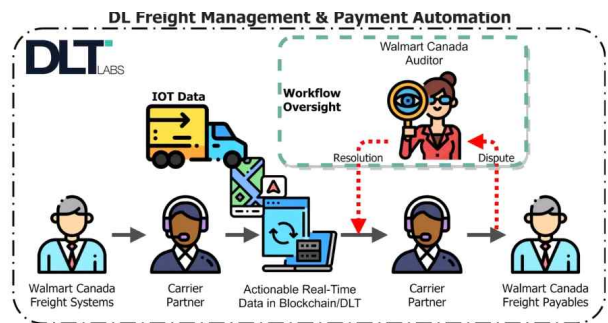 DL Freight Management & Payment Automation
DLT
LABS
IOT Data
Workflow
Oversight
Walmart Canada
Auditor
Resolution
Dispute
Walmart Canada
Freight Systems
Carrier
Partner
Actionable Real-Time
Data in Blockchain/DLT
Carrier
Partner
Walmart Canada
Freight Payables